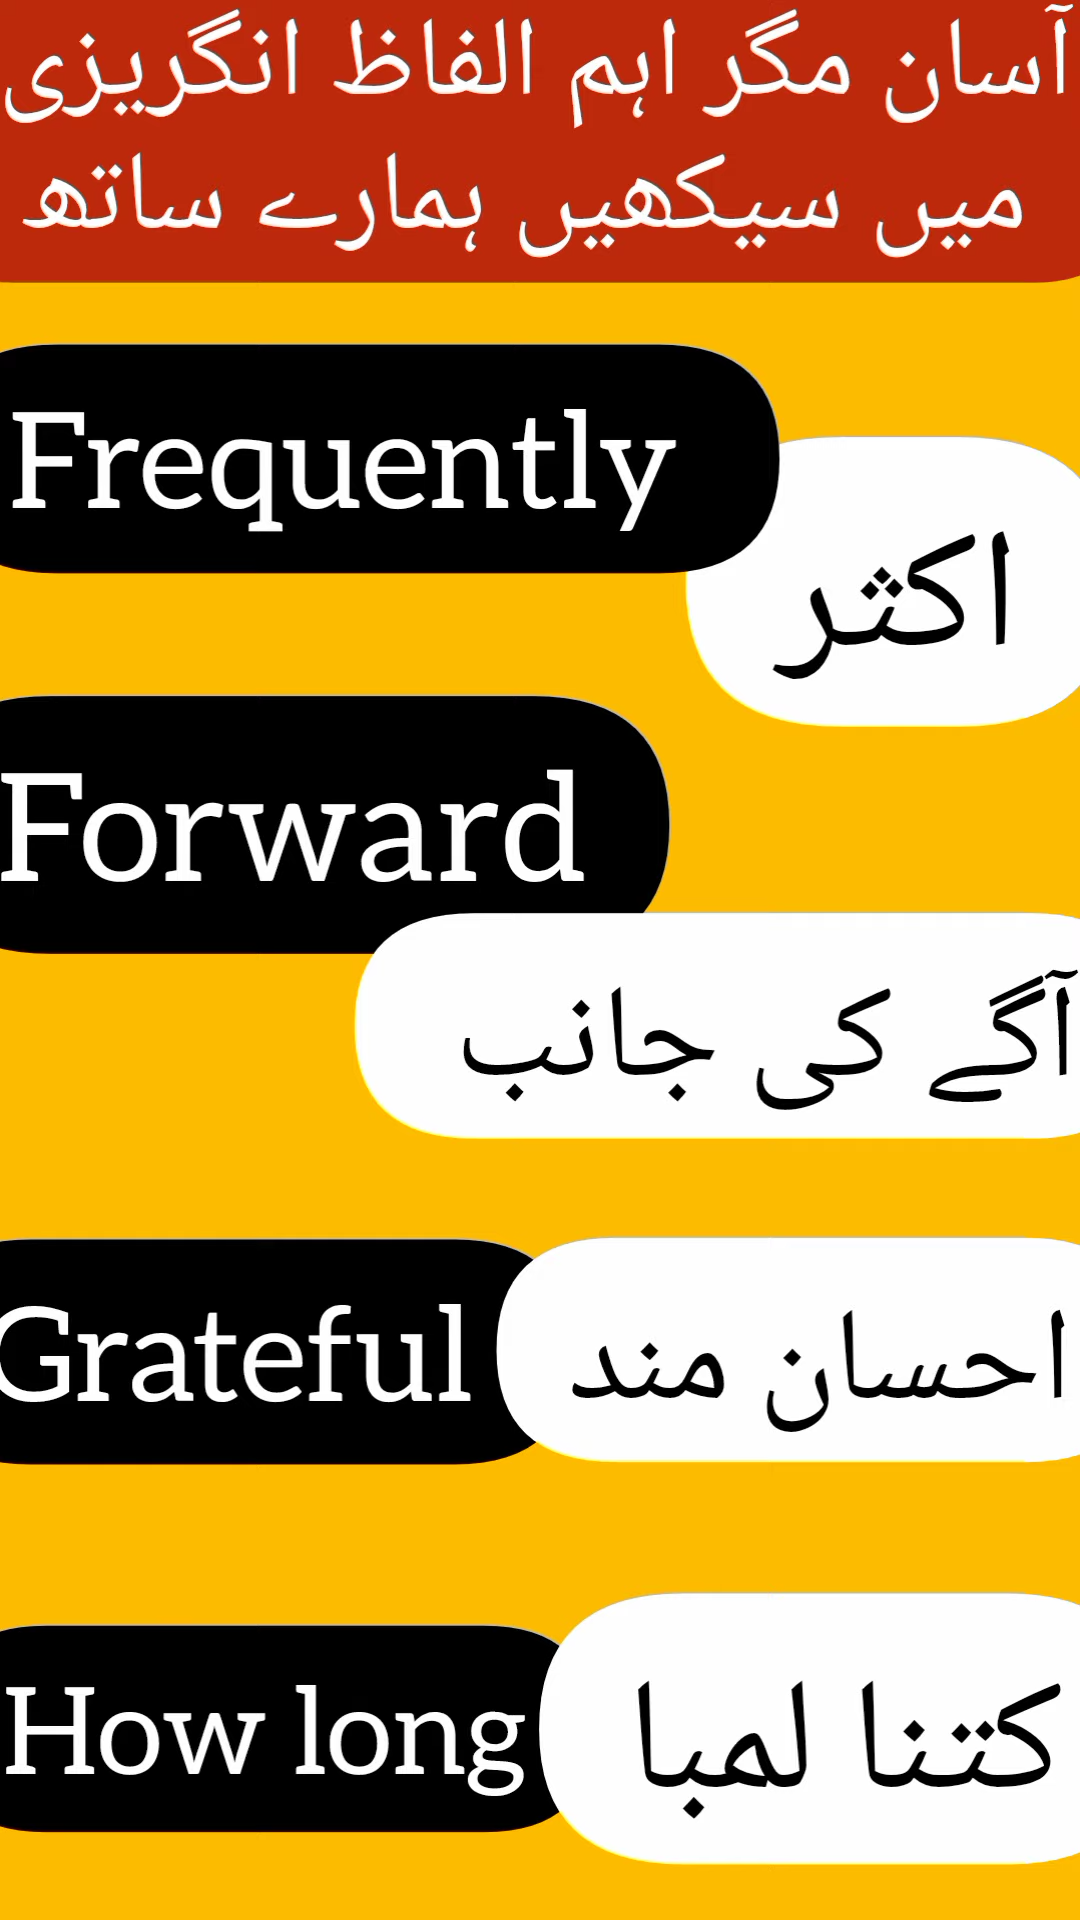 آسان مگر اہم الفاظ انگریزی
میں سیکھیں ہمارے ساتھ
Frequently
اکثر
Forward
آگے کی جانب
Grateful
احسان مند
How long
کتنا لمبا